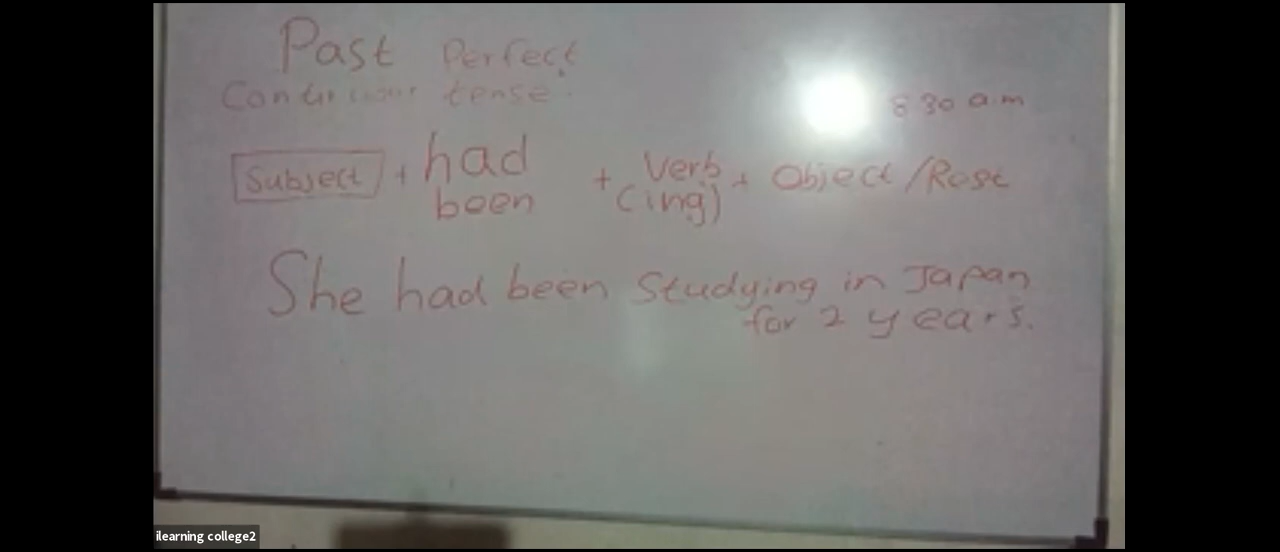 Past Perfect
Continuous tense.
8 30 a.m
Subject + had been + Verb (ing) + Object /Rest
She had been Studying in Japan
for 2 years.
ilearning college2